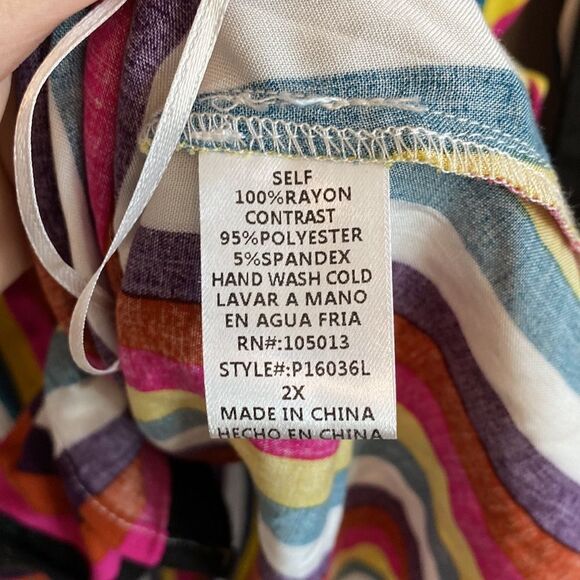 SELF
100%RAYON
CONTRAST
95%POLYESTER
5%SPANDEX
HAND WASH COLD
LAVAR A MANO
EN AGUA FRIA
RN#:105013
STYLE#:P16036L
2X
MADE IN CHINA
HECHO EN CHINA